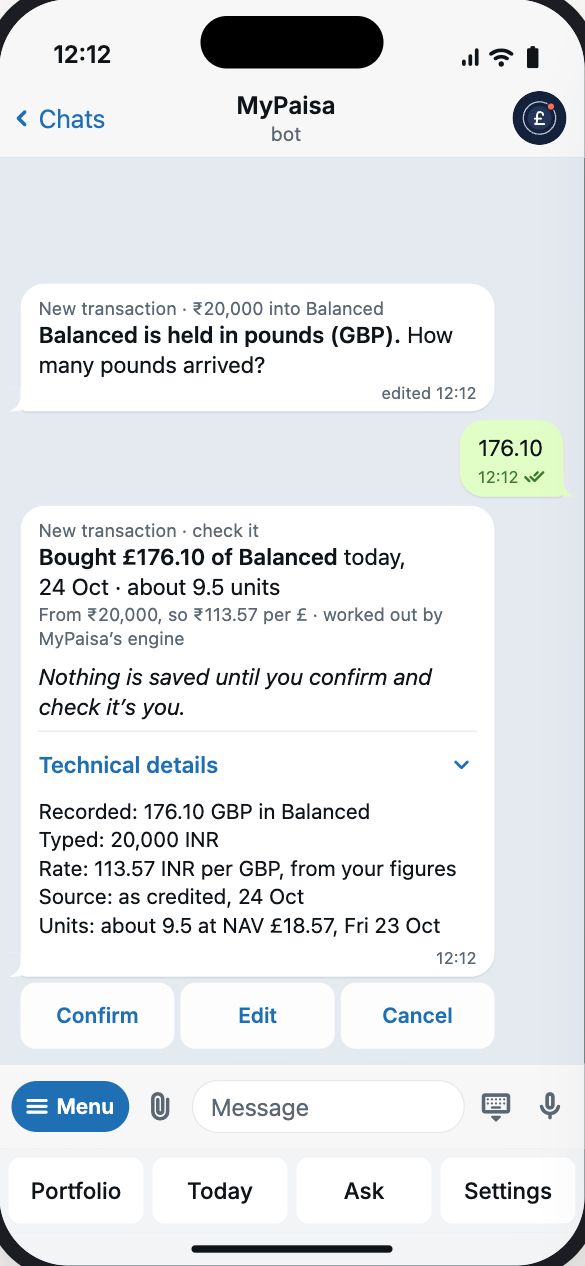 12:12
Chats
MyPaisa
bot
£
New transaction · ₹20,000 into Balanced
Balanced is held in pounds (GBP). How
many pounds arrived?
edited 12:12
176.10
12:12
New transaction · check it
Bought £176.10 of Balanced today,
24 Oct · about 9.5 units
From ₹20,000, so ₹113.57 per £ · worked out by
MyPaisa’s engine
Nothing is saved until you confirm and
check it’s you.
Technical details
Recorded: 176.10 GBP in Balanced
Typed: 20,000 INR
Rate: 113.57 INR per GBP, from your figures
Source: as credited, 24 Oct
Units: about 9.5 at NAV £18.57, Fri 23 Oct
12:12
Confirm
Edit
Cancel
Menu
Message
Portfolio
Today
Ask
Settings